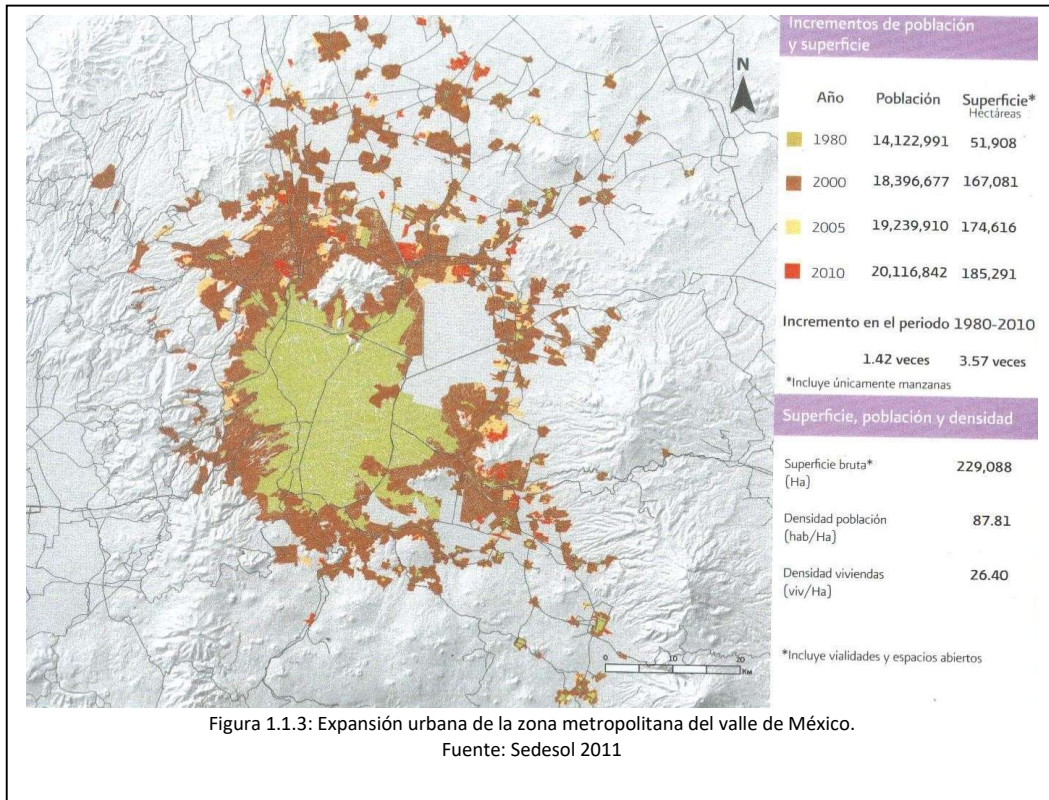 Incrementos de población
y superficie
N
Año Población Superficie*
Hectáreas
1980 14,122,991 51,908
2000 18,396,677 167,081
2005 19,239,910 174,616
2010 20,116,842 185,291
Incremento en el periodo 1980-2010
1.42 veces 3.57 veces
*Incluye únicamente manzanas
Superficie, población y densidad
Superficie bruta* 229,088
(Ha)
Densidad población 87.81
(hab/Ha)
Densidad viviendas 26.40
(viv/Ha)
*Incluye vialidades y espacios abiertos
0 10 20
Km
Figura 1.1.3: Expansión urbana de la zona metropolitana del valle de México.
Fuente: Sedesol 2011